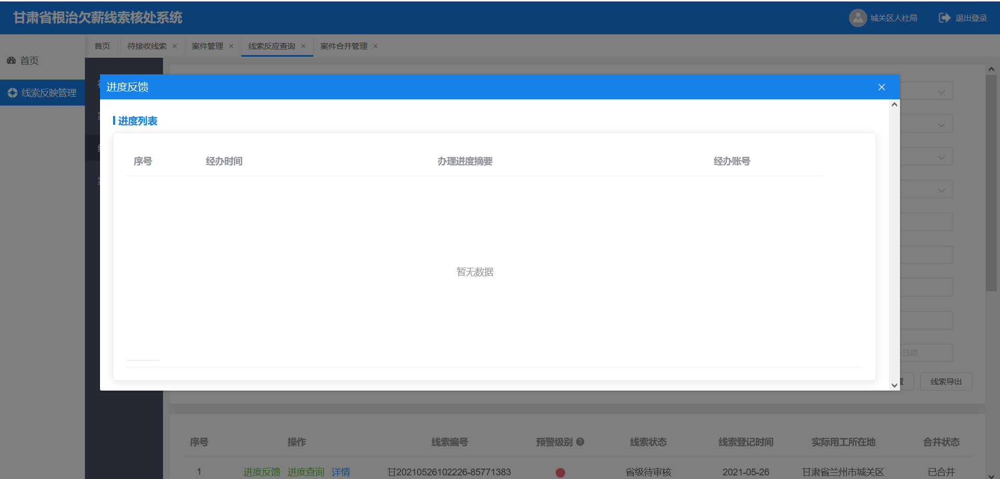 甘肃省根治欠薪线索核处系统
城关区人社局
退出登录
首页
待接收线索
案件管理
线索反应查询
案件合并管理
首页
线索反映管理
进度反馈
进度列表
序号 经办时间 办理进度摘要 经办账号
暂无数据
日期
线索导出
序号 操作 线索编号 预警级别 线索状态 线索登记时间 实际用工所在地 合并状态
1 进度反馈 进度查询 详情 甘20210526102226-85771383 省级待审核 2021-05-26 甘肃省兰州市城关区 已合并